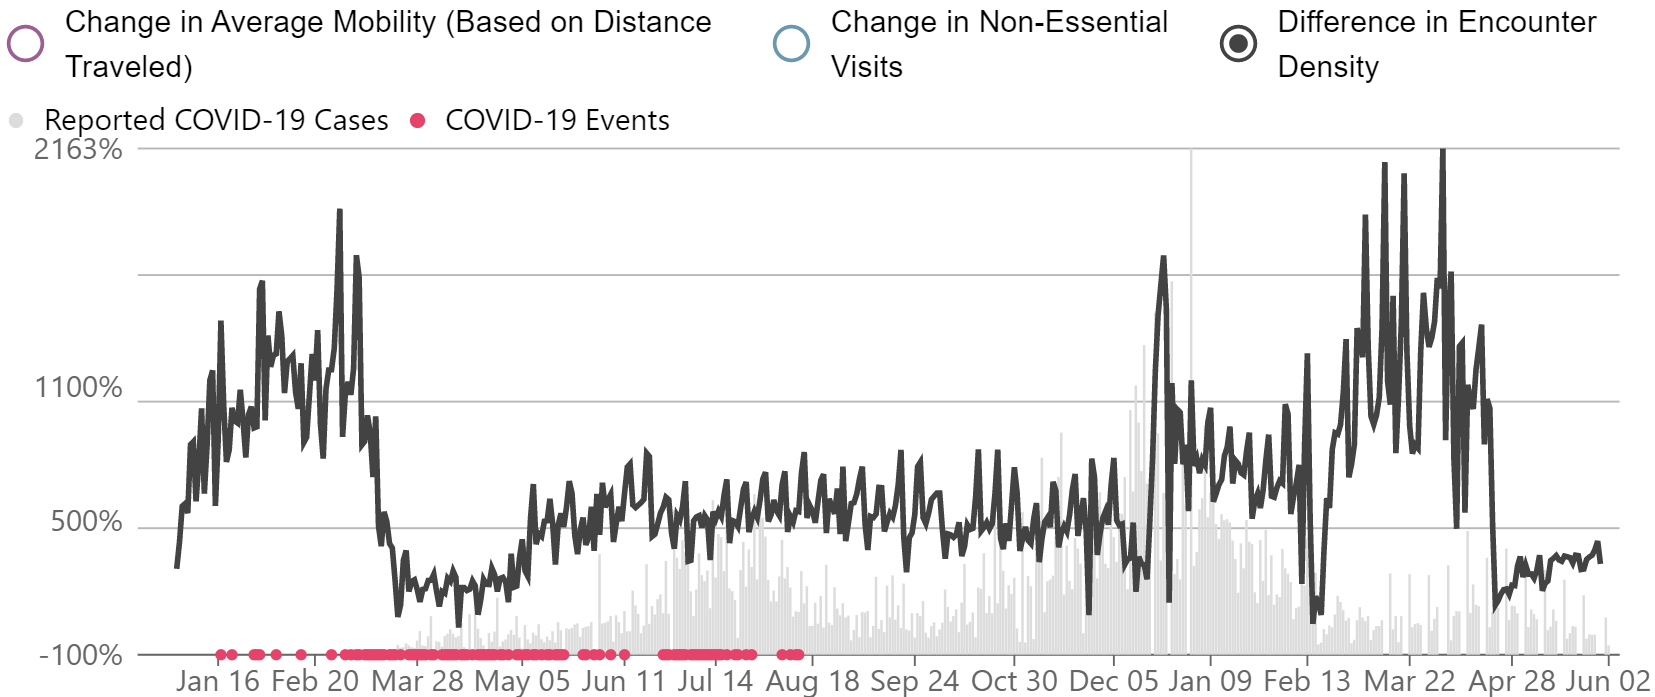 Change in Average Mobility (Based on Distance
Traveled)
Change in Non-Essential
Visits
Difference in Encounter
Density
Reported COVID-19 Cases
COVID-19 Events
2163%
1100%
500%
-100%
Jan 16 Feb 20 Mar 28 May 05 Jun 11 Jul 14 Aug 18 Sep 24 Oct 30 Dec 05 Jan 09 Feb 13 Mar 22 Apr 28 Jun 02